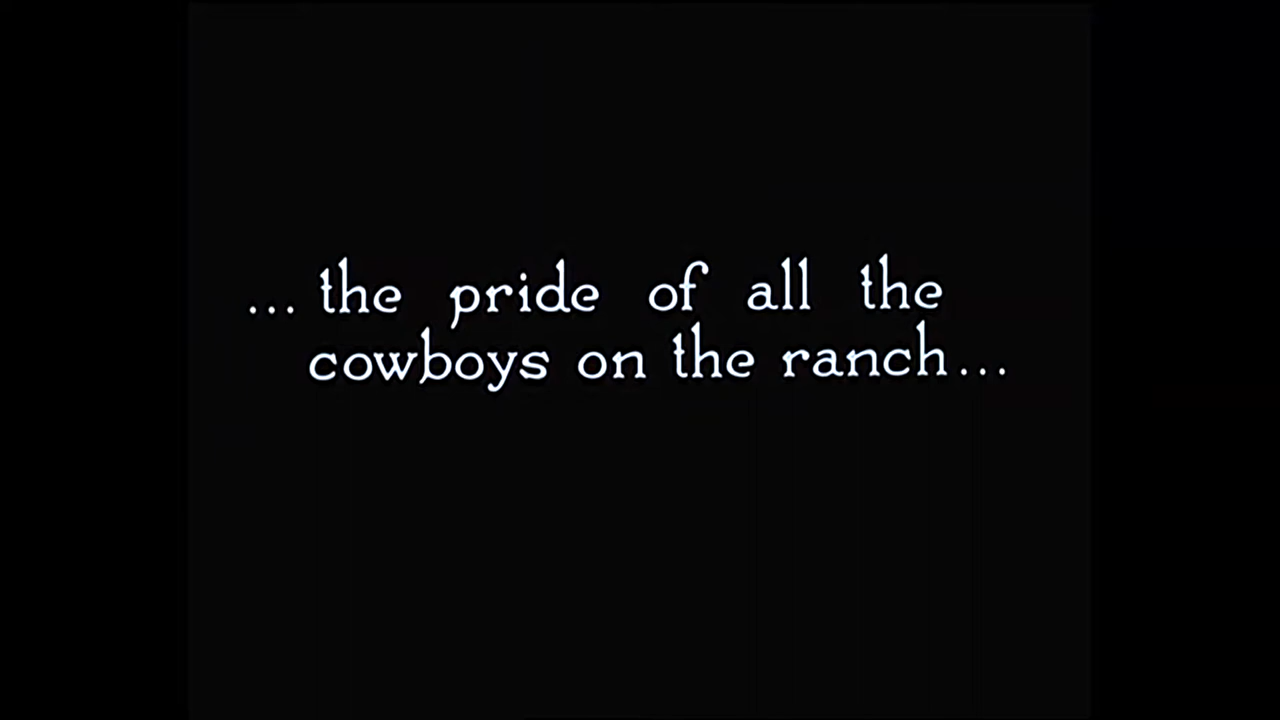 ... the pride of all the
cowboys on the ranch...